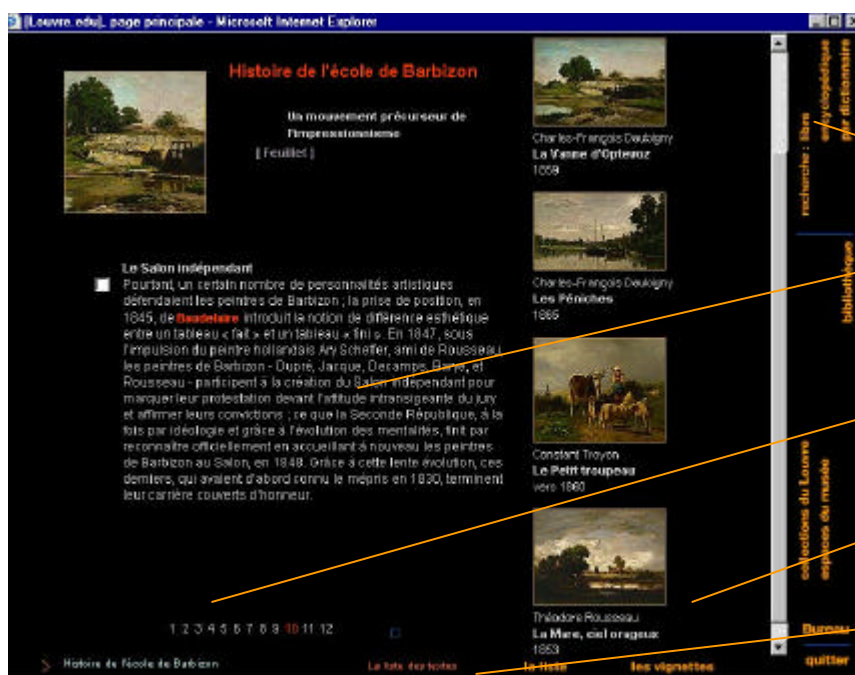 [Louvre.edu], page principale - Microsoft Internet Explorer
Histoire de l'école de Barbizon
Un mouvement précurseur de
l'Impressionnisme
[ Feuillet ]
Le Salon indépendant
Pourtant, un certain nombre de personnalités artistiques
défendaient les peintres de Barbizon ; la prise de position, en
1845, de Baudelaire introduit la notion de différence esthétique
entre un tableau « fait » et un tableau « fini ». En 1847, sous
l'impulsion du peintre hollandais Ary Scheffer, ami de Rousseau,
les peintres de Barbizon - Dupré, Jacque, Decamps, Barye, et
Rousseau - participent à la création du Salon indépendant pour
marquer leur protestation devant l'attitude intransigeante du jury
et affirmer leurs convictions ; ce que la Seconde République, à la
fois par idéologie et grâce à l'évolution des mentalités, finit par
reconnaître officiellement en accueillant à nouveau les peintres
de Barbizon au Salon, en 1848. Grâce à cette lente évolution, ces
derniers, qui avaient d'abord connu le mépris en 1830, terminent
leur carrière couverts d'honneur.
1 2 3 4 5 6 7 8 9 10 11 12
Charles-François Daubigny
La Vanne d'Optevoz
1859
Charles-François Daubigny
Les Péniches
1865
Constant Troyon
Le Petit troupeau
vers 1860
Théodore Rousseau
La Mare, ciel orageux
1853
recherche : libre
encyclopédique
par dictionnaire
bibliothèque
collections du Louvre
espaces du musée
Bureau
quitter
Histoire de l'école de Barbizon
La liste des textes
la liste
les vignettes